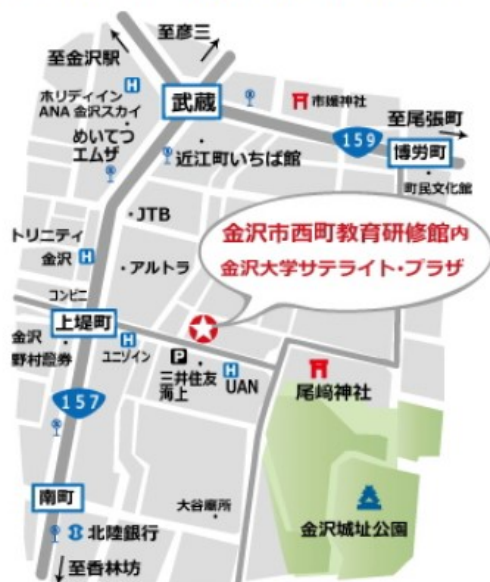 至彦三
至金沢駅
H
ホリディイン
ANA 金沢スカイ
武蔵
市媛神社
至尾張町
159
博労町
めいてつ
エムザ
近江町いちば館
町民文化館
JTB
金沢市西町教育研修館内
金沢大学サテライト・プラザ
トリニティ
金沢
H
アルトラ
コンビニ
上堤町
金沢
野村證券
H
ユニゾイン
P
三井住友
海上
H
UAN
尾﨑神社
157
南町
大谷廟所
金沢城址公園
北陸銀行
至香林坊